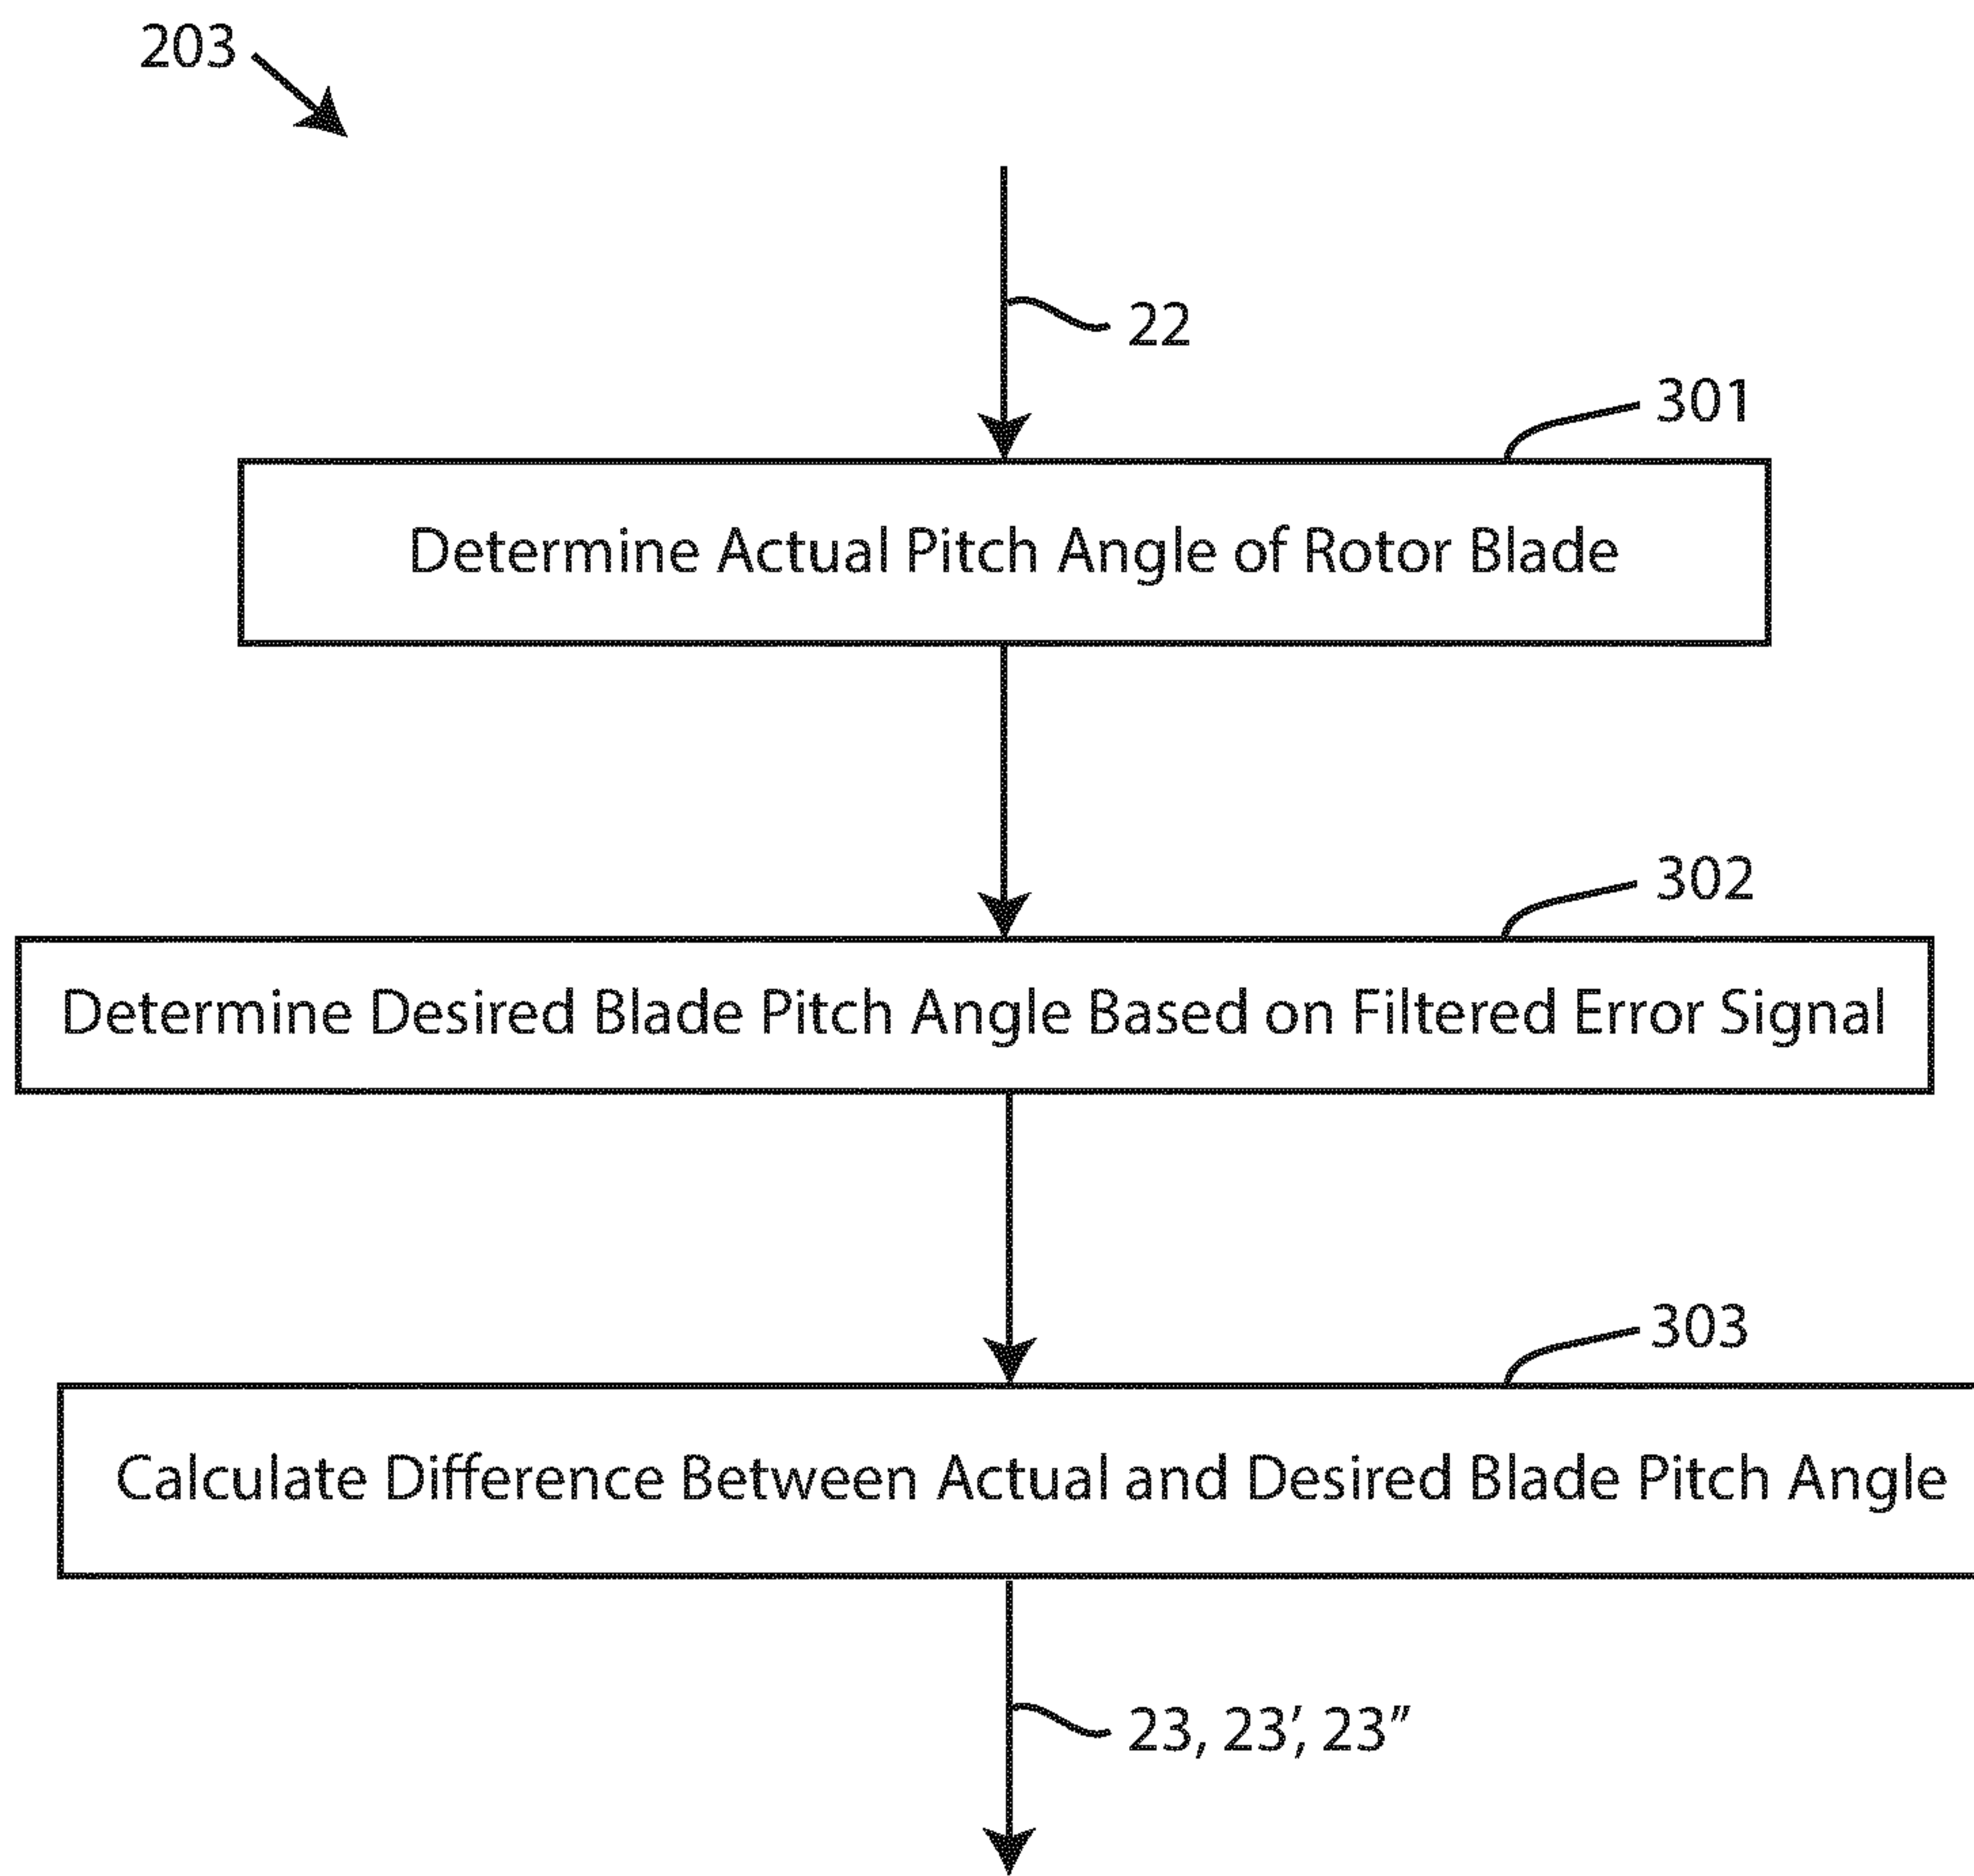 203
22
301
Determine Actual Pitch Angle of Rotor Blade
302
Determine Desired Blade Pitch Angle Based on Filtered Error Signal
303
Calculate Difference Between Actual and Desired Blade Pitch Angle
23, 23′, 23″